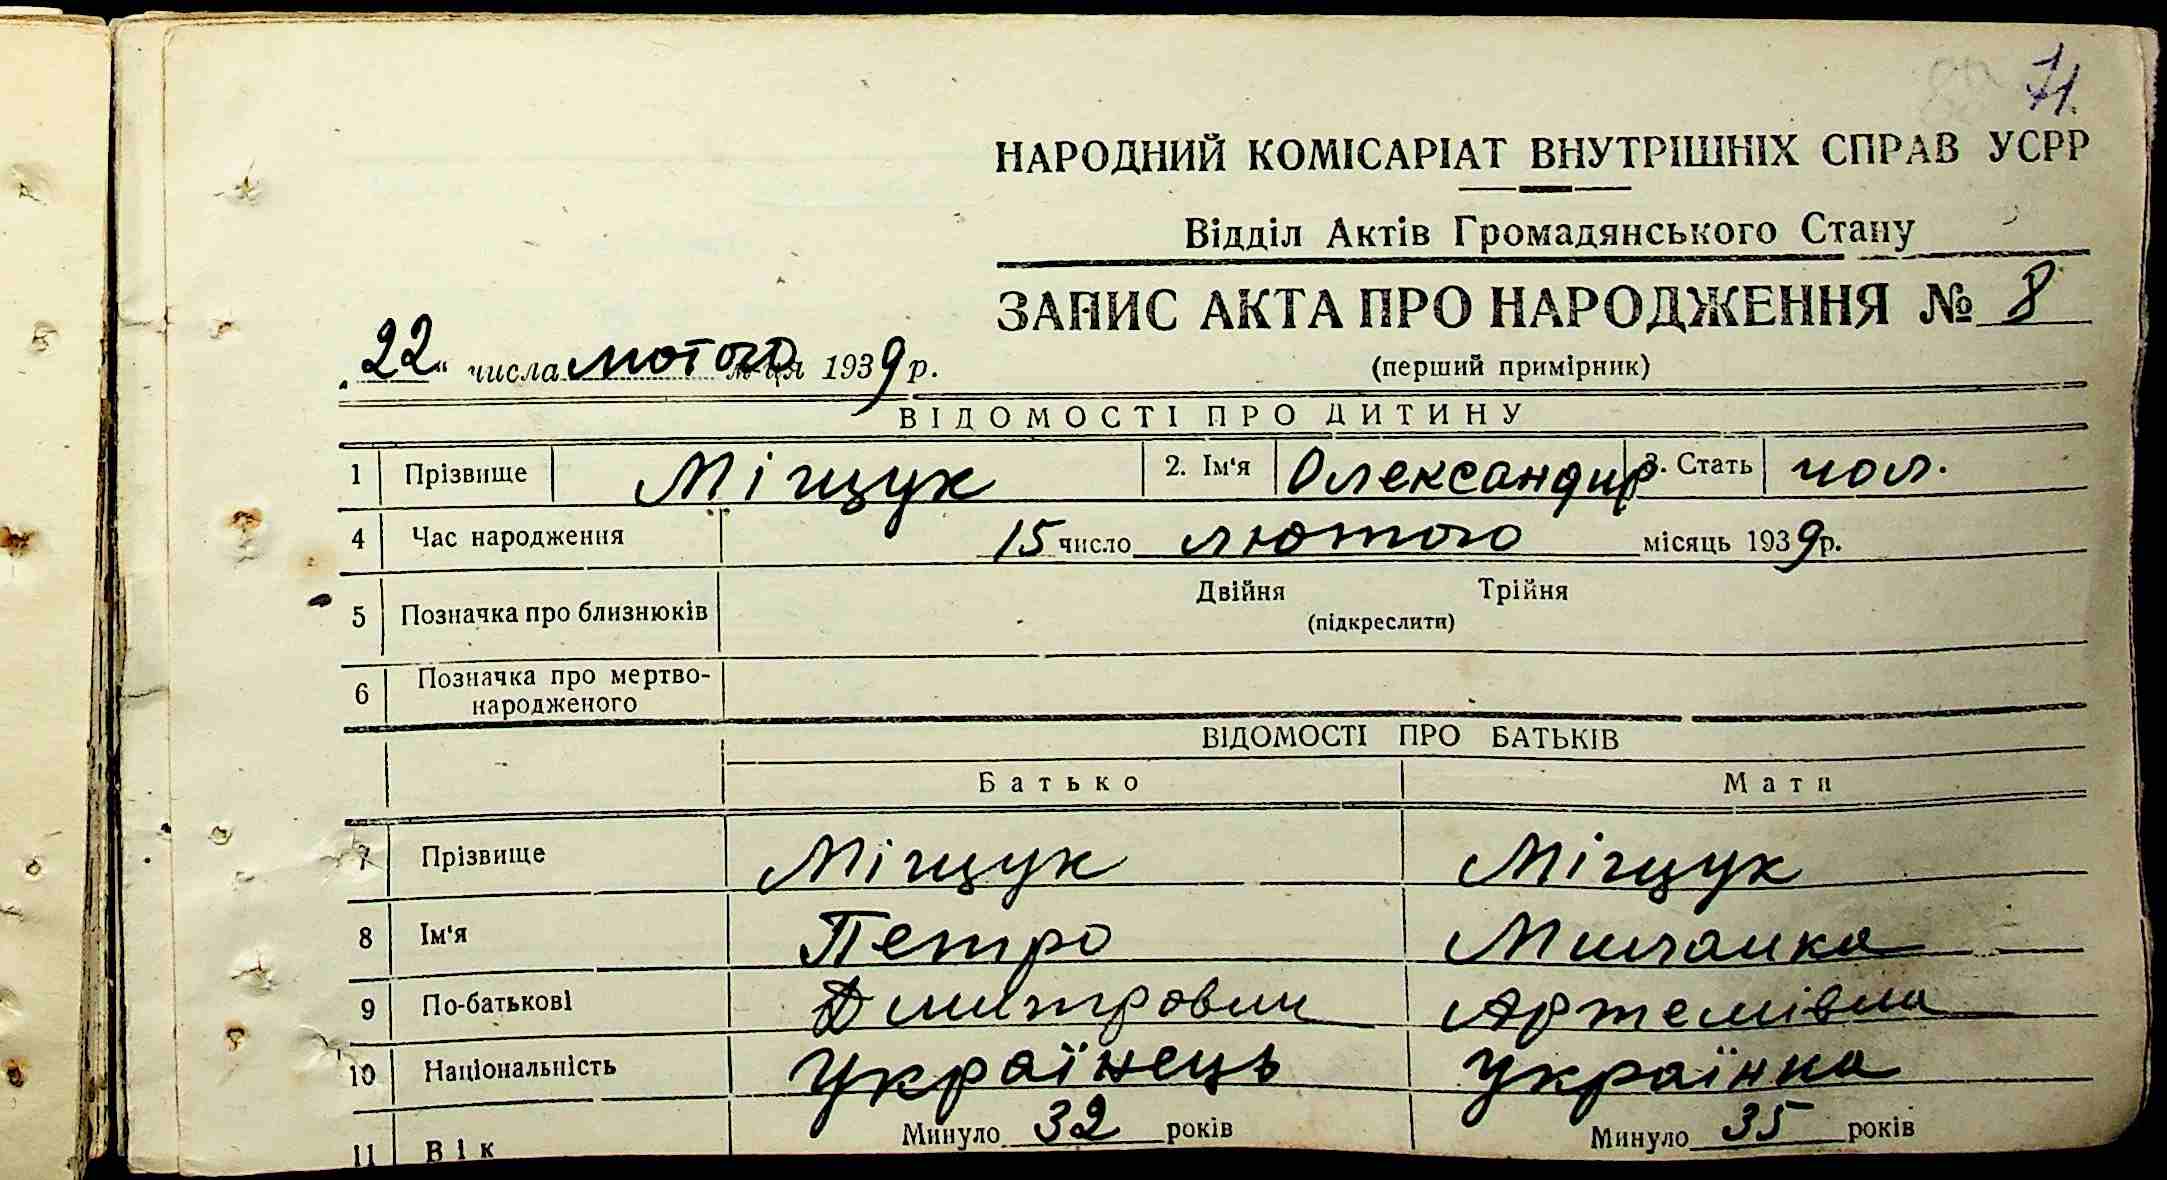 71.
НАРОДНИЙ КОМІСАРІАТ ВНУТРІШНІХ СПРАВ УСРР
Відділ Актів Громадянського Стану
ЗАПИС АКТА ПРО НАРОДЖЕННЯ № 8
„22" числа лютого м-ця 1939 р.
(перший примірник)
ВІДОМОСТІ ПРО ДИТИНУ
1 Прізвище Міщук 2. Ім'я Олександир 3. Стать чол.
4 Час народження 15 число лютого місяць 1939р.
Двійня Трійня
5 Позначка про близнюків (підкреслити)
6 Позначка про мертво-
народженого
ВІДОМОСТІ ПРО БАТЬКІВ
Батько Мати
7 Прізвище Міщук Міщук
8 Ім'я Петро
9 По-батькові Артемівна
10 Національність Українець Українка
11 Вік Минуло 32 років Минуло 35 років